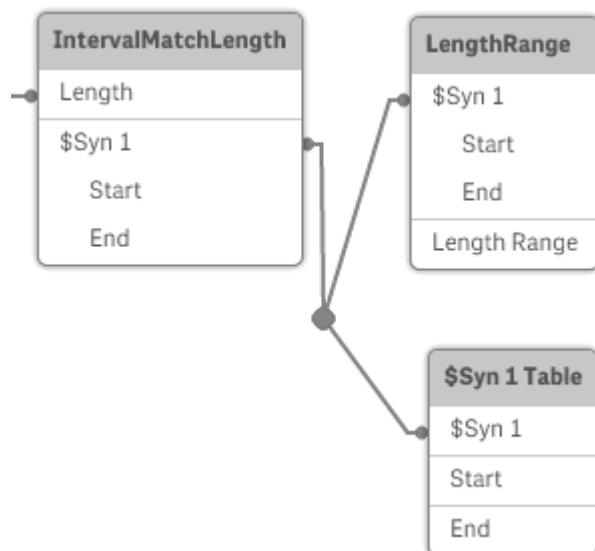 IntervalMatchLength
Length
$Syn 1
Start
End
LengthRange
$Syn 1
Start
End
Length Range
$Syn 1 Table
$Syn 1
Start
End